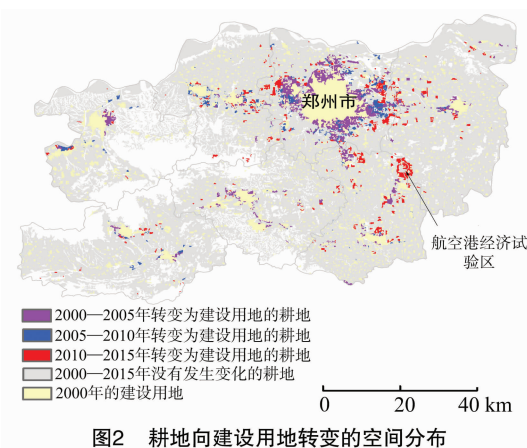 郑州市
航空港经济试
验区
2000—2005年转变为建设用地的耕地
2005—2010年转变为建设用地的耕地
2010—2015年转变为建设用地的耕地
2000—2015年没有发生变化的耕地
2000年的建设用地
0 20 40 km
图2 耕地向建设用地转变的空间分布